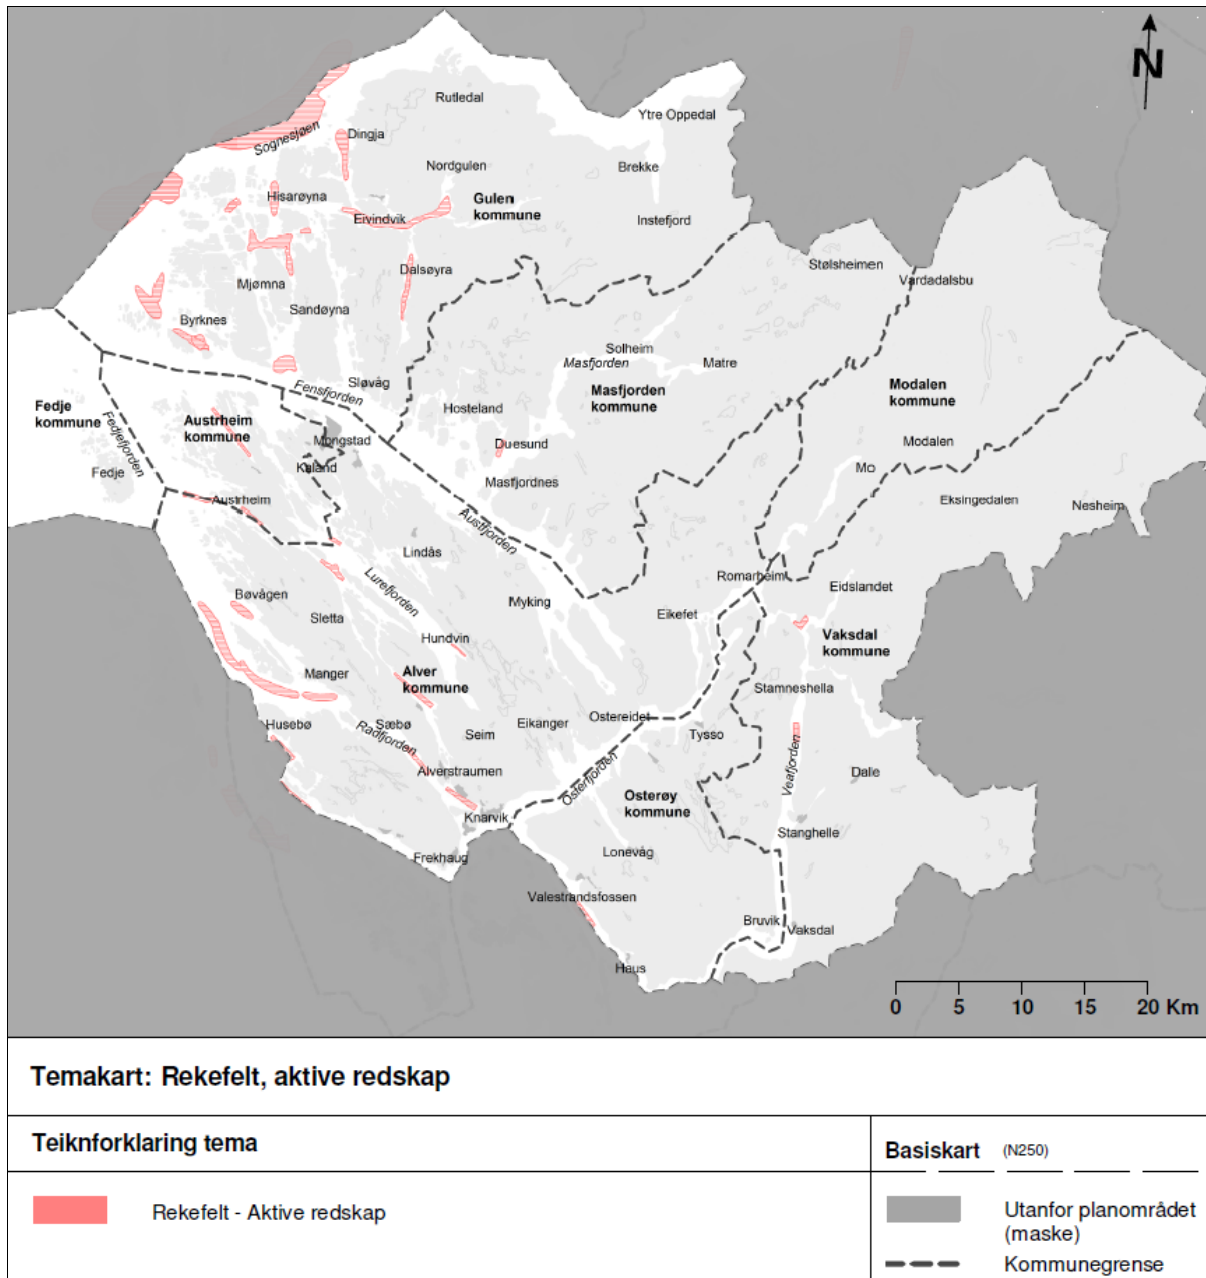 N
Rutledal
Ytre Oppedal
Sognesjøen
Dingja
Nordgulen
Brekke
Hisarøyna
Eivindvik
Gulen
kommune
Instefjord
Dalsøyra
Stølsheimen
Vardadalsbu
Mjømna
Sandøyna
Byrknes
Solheim
Masfjorden
Matre
Fensfjorden
Sløvåg
Masfjorden
kommune
Modalen
kommune
Fedje
kommune
Fedjefjorden
Austrheim
kommune
Hosteland
Mongstad
Duesund
Modalen
Fedje
Kaland
Mo
Masfjordnes
Eksingedalen
Nesheim
Austrheim
Austfjorden
Lindås
Lurefjorden
Romarheim
Eidslandet
Bøvågen
Sletta
Myking
Eikefet
Vaksdal
kommune
Hundvin
Manger
Alver
kommune
Stamneshella
Husebø
Sæbø
Radfjorden
Seim
Eikanger
Ostereidet
Tysso
Veafjorden
Alverstraumen
Osterfjorden
Dale
Osterøy
kommune
Knarvik
Stanghelle
Frekhaug
Lonevåg
Valestrandsfossen
Bruvik
Vaksdal
Haus
0 5 10 15 20 Km
Temakart: Rekefelt, aktive redskap
Teiknforklaring tema
Basiskart (N250)
Rekefelt - Aktive redskap
Utanfor planområdet
(maske)
Kommunegrense